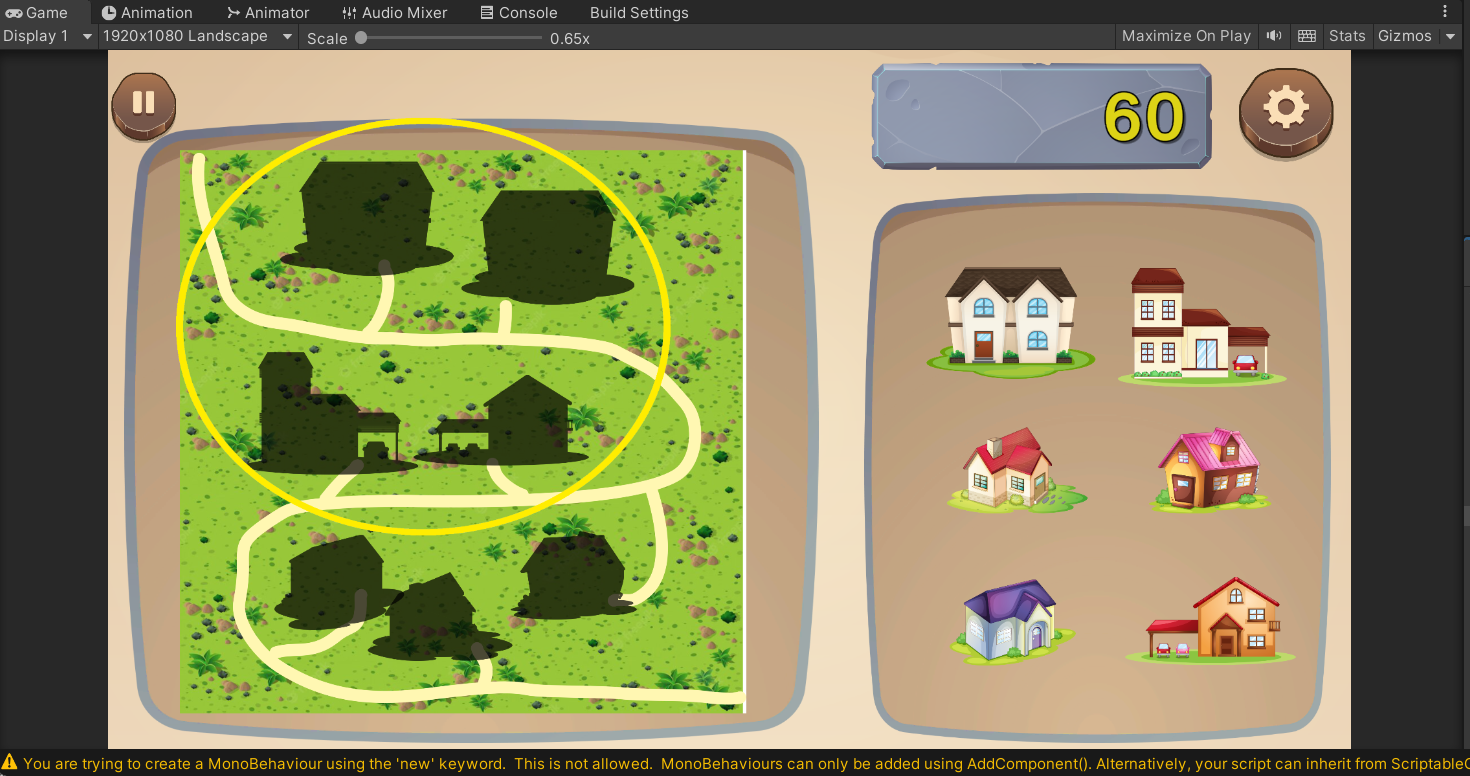 Game Animation Animator Audio Mixer Console Build Settings
Display 1 1920x1080 Landscape Scale 0.65x Maximize On Play Stats Gizmos
60
You are trying to create a MonoBehaviour using the 'new' keyword.  This is not allowed.  MonoBehaviours can only be added using AddComponent(). Alternatively, your script can inherit from Scriptable